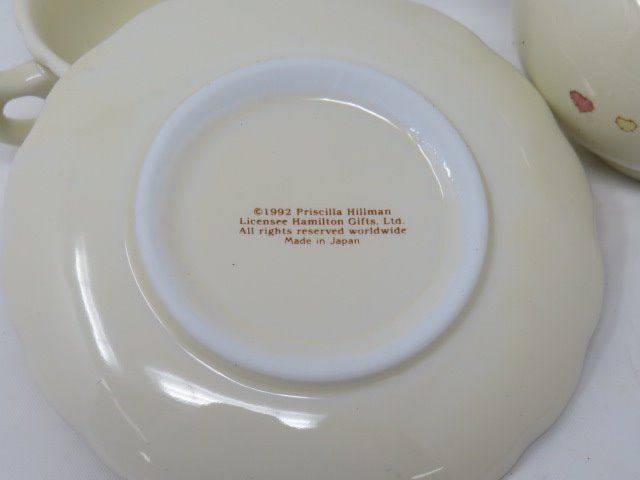 ©1992 Priscilla Hillman
Licensee Hamilton Gifts, Ltd.
All rights reserved worldwide
Made in Japan